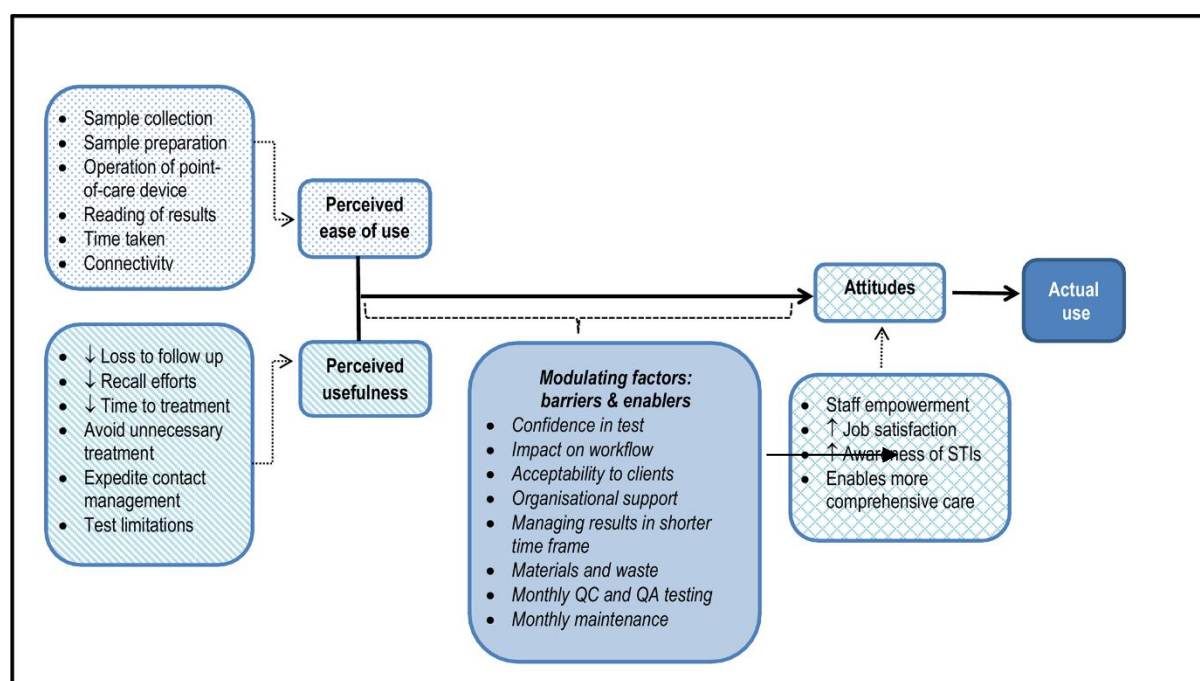 • Sample collection
• Sample preparation
• Operation of point-
of-care device
• Reading of results
• Time taken
• Connectivity
Perceived
ease of use
• ↓ Loss to follow up
• ↓ Recall efforts
• ↓ Time to treatment
• Avoid unnecessary
treatment
• Expedite contact
management
• Test limitations
Perceived
usefulness
Modulating factors:
barriers & enablers
• Confidence in test
• Impact on workflow
• Acceptability to clients
• Organisational support
• Managing results in shorter
time frame
• Materials and waste
• Monthly QC and QA testing
• Monthly maintenance
Attitudes
• Staff empowerment
• ↑ Job satisfaction
• ↑ Awareness of STIs
• Enables more
comprehensive care
Actual
use